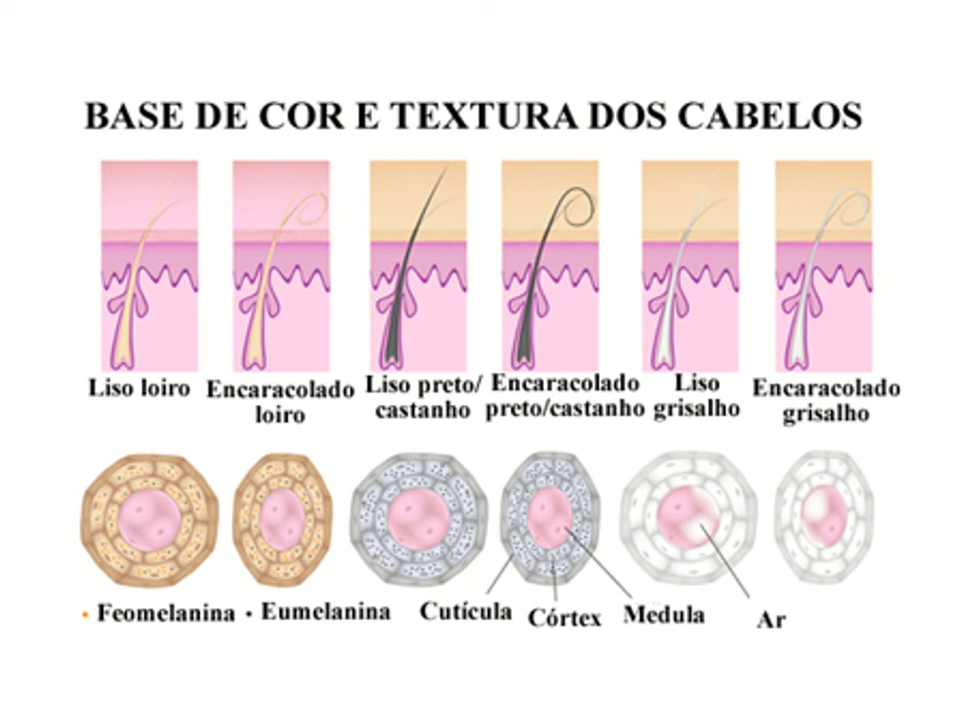 BASE DE COR E TEXTURA DOS CABELOS
Liso loiro
Encaracolado
loiro
Liso preto/
castanho
Encaracolado
preto/castanho
Liso
grisalho
Encaracolado
grisalho
• Feomelanina • Eumelanina
Cutícula
Córtex
Medula
Ar